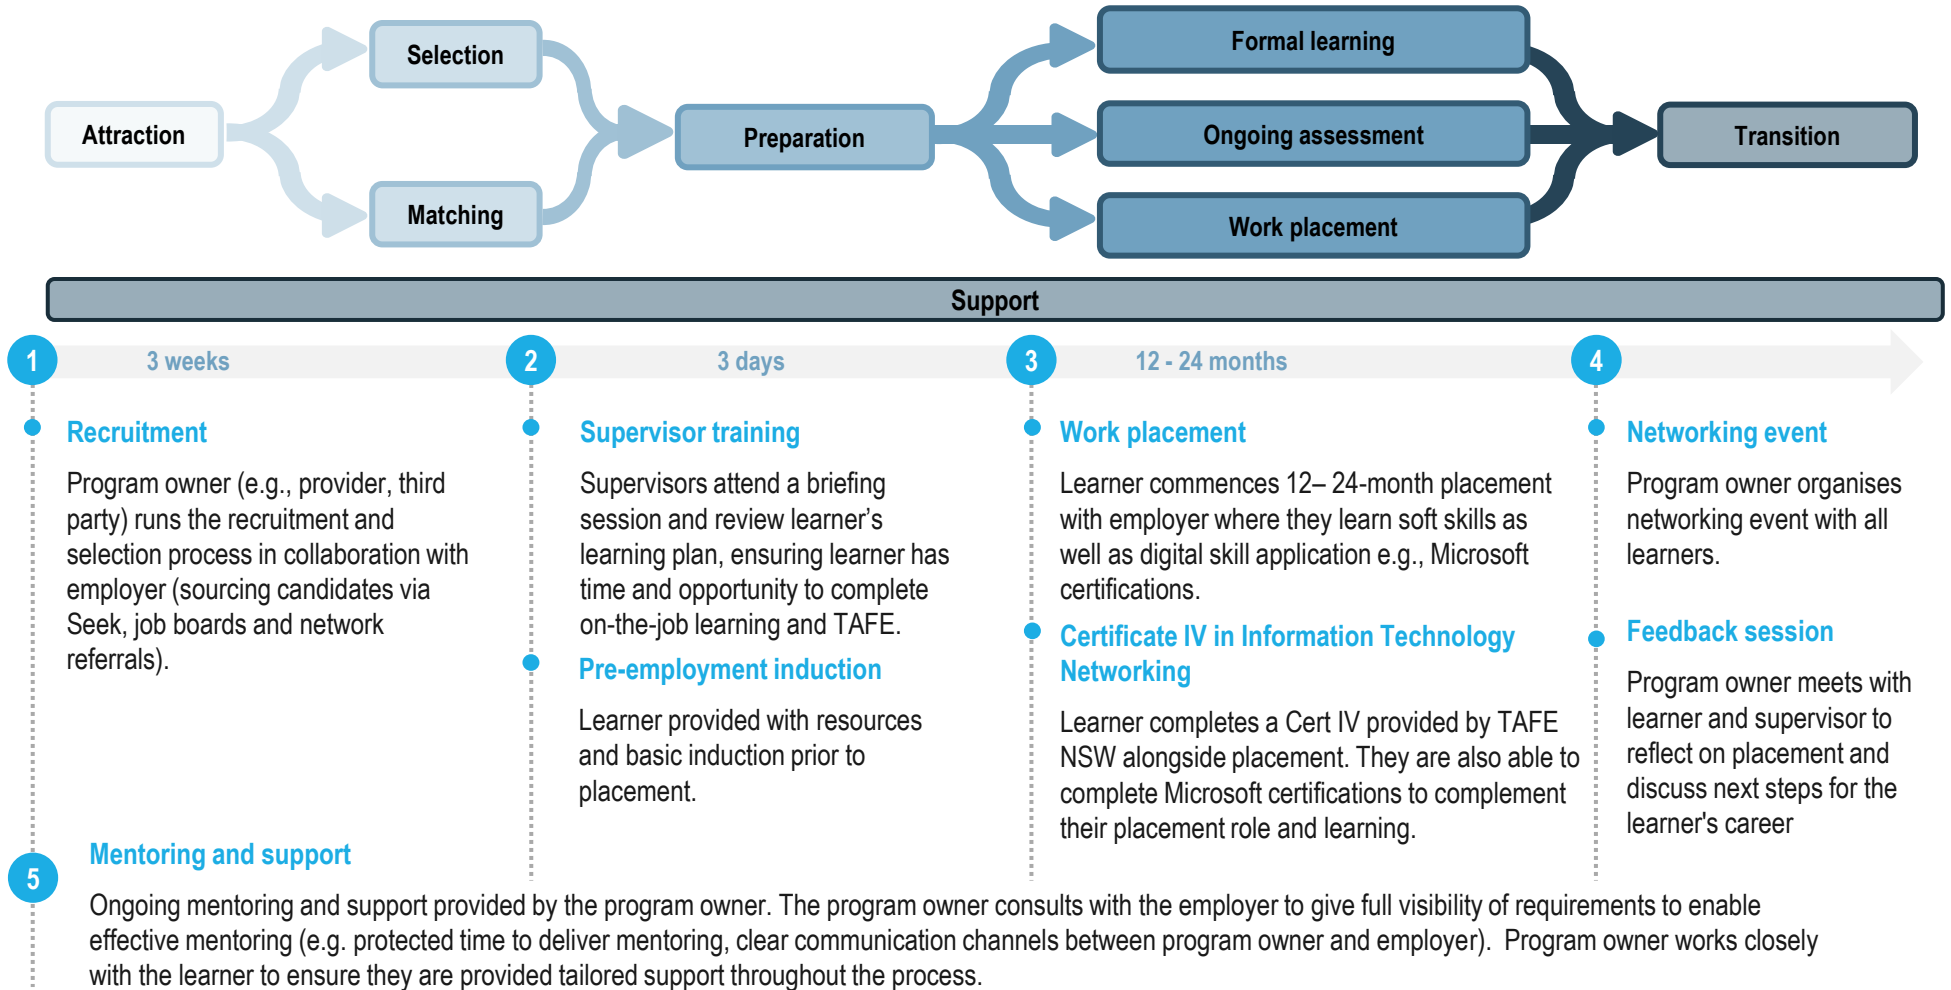 Selection
Formal learning
Attraction
Preparation
Ongoing assessment
Transition
Matching
Work placement
Support
1
3 weeks
2
3 days
3
12 - 24 months
4
Recruitment
Program owner (e.g., provider, third
party) runs the recruitment and
selection process in collaboration with
employer (sourcing candidates via
Seek, job boards and network
referrals).
Supervisor training
Supervisors attend a briefing
session and review learner’s
learning plan, ensuring learner has
time and opportunity to complete
on-the-job learning and TAFE.
Pre-employment induction
Learner provided with resources
and basic induction prior to
placement.
Work placement
Learner commences 12– 24-month placement
with employer where they learn soft skills as
well as digital skill application e.g., Microsoft
certifications.
Certificate IV in Information Technology
Networking
Learner completes a Cert IV provided by TAFE
NSW alongside placement. They are also able to
complete Microsoft certifications to complement
their placement role and learning.
Networking event
Program owner organises
networking event with all
learners.
Feedback session
Program owner meets with
learner and supervisor to
reflect on placement and
discuss next steps for the
learner's career
5
Mentoring and support
Ongoing mentoring and support provided by the program owner. The program owner consults with the employer to give full visibility of requirements to enable
effective mentoring (e.g. protected time to deliver mentoring, clear communication channels between program owner and employer). Program owner works closely
with the learner to ensure they are provided tailored support throughout the process.